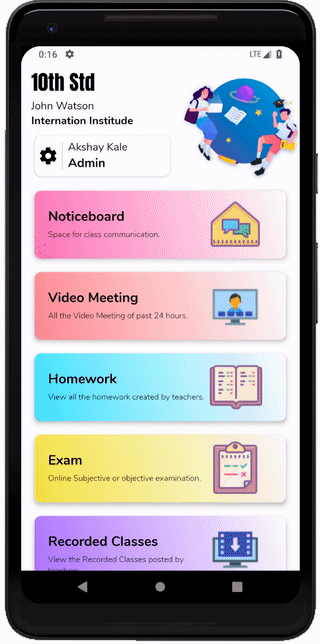 0:16
LTE
10th Std
John Watson
Internation Institude
Akshay Kale
Admin
Noticeboard
Space for class communication.
Video Meeting
All the Video Meeting of past 24 hours.
Homework
View all the homework created by teachers.
Exam
Online Subjective or objective examination.
Recorded Classes
View the Recorded Classes posted by
teachers.